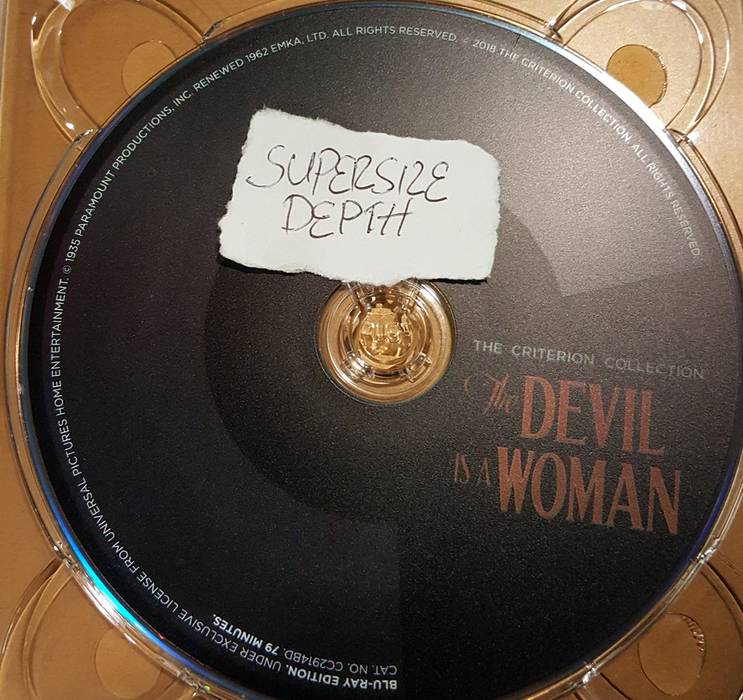 SUPERSIZE
DEPTH
THE CRITERION COLLECTION
The DEVIL
IS A WOMAN
BLU-RAY EDITION. UNDER EXCLUSIVE LICENSE FROM UNIVERSAL PICTURES HOME ENTERTAINMENT. © 1935 PARAMOUNT PRODUCTIONS, INC. RENEWED 1962 EMKA, LTD. ALL RIGHTS RESERVED. © 2018 THE CRITERION COLLECTION. ALL RIGHTS RESERVED.
CAT. NO. CC2914BD. 79 MINUTES.